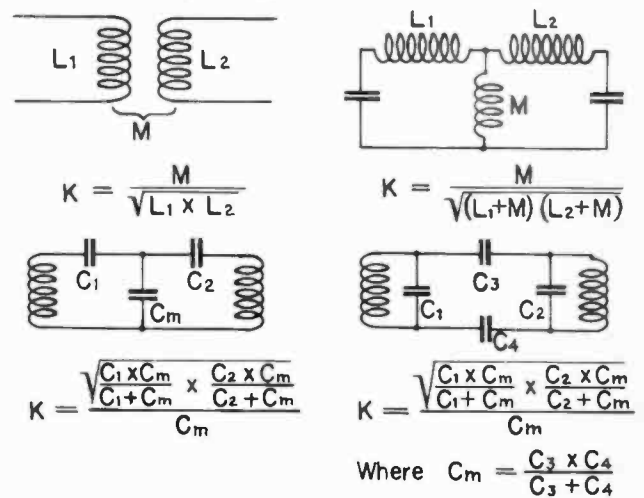 L₁ L₂
M
K = M / √(L₁ × L₂)
L₁ L₂
M
K = M / √((L₁+M) (L₂+M))
C₁ C₂
Cm
K = √(C₁ × Cm / C₁ + Cm × C₂ × Cm / C₂ + Cm) / Cm
C₃
C₁ C₂
C₄
K = √(C₁ × Cm / C₁ + Cm × C₂ × Cm / C₂ + Cm) / Cm
Where Cm = C₃ × C₄ / C₃ + C₄